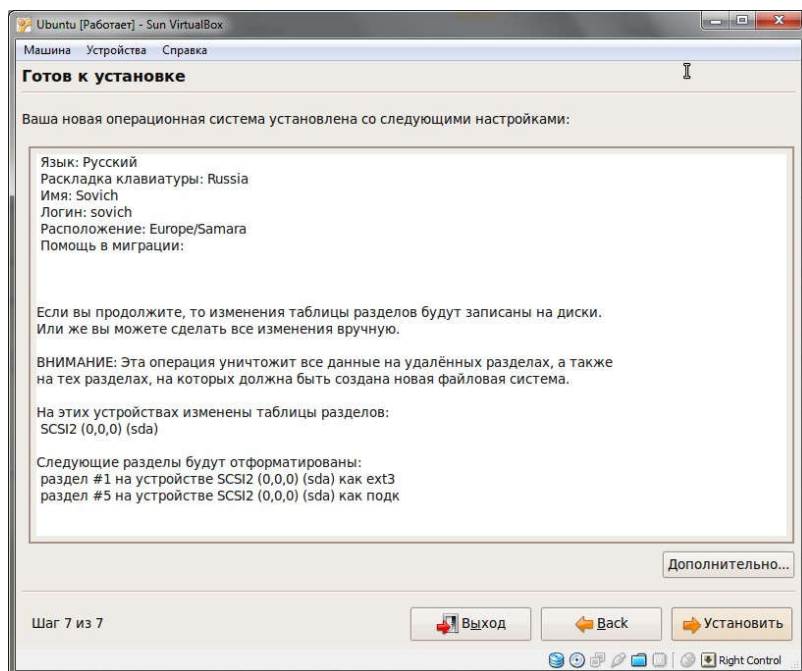 Ubuntu [Работает] - Sun VirtualBox
Машина Устройства Справка
Готов к установке
Ваша новая операционная система установлена со следующими настройками:
Язык: Русский
Раскладка клавиатуры: Russia
Имя: Sovich
Логин: sovich
Расположение: Europe/Samara
Помощь в миграции:
Если вы продолжите, то изменения таблицы разделов будут записаны на диски.
Или же вы можете сделать все изменения вручную.
ВНИМАНИЕ: Эта операция уничтожит все данные на удалённых разделах, а также
на тех разделах, на которых должна быть создана новая файловая система.
На этих устройствах изменены таблицы разделов:
SCSI2 (0,0,0) (sda)
Следующие разделы будут отформатированы:
раздел #1 на устройстве SCSI2 (0,0,0) (sda) как ext3
раздел #5 на устройстве SCSI2 (0,0,0) (sda) как подк
Дополнительно...
Шаг 7 из 7 Выход Back Установить
Right Control